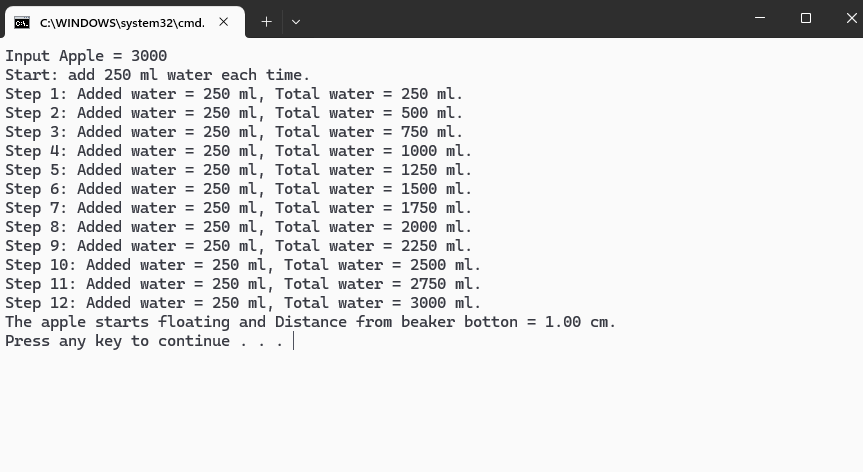 C:\WINDOWS\system32\cmd.
Input Apple = 3000
Start: add 250 ml water each time.
Step 1: Added water = 250 ml, Total water = 250 ml.
Step 2: Added water = 250 ml, Total water = 500 ml.
Step 3: Added water = 250 ml, Total water = 750 ml.
Step 4: Added water = 250 ml, Total water = 1000 ml.
Step 5: Added water = 250 ml, Total water = 1250 ml.
Step 6: Added water = 250 ml, Total water = 1500 ml.
Step 7: Added water = 250 ml, Total water = 1750 ml.
Step 8: Added water = 250 ml, Total water = 2000 ml.
Step 9: Added water = 250 ml, Total water = 2250 ml.
Step 10: Added water = 250 ml, Total water = 2500 ml.
Step 11: Added water = 250 ml, Total water = 2750 ml.
Step 12: Added water = 250 ml, Total water = 3000 ml.
The apple starts floating and Distance from beaker botton = 1.00 cm.
Press any key to continue . . .